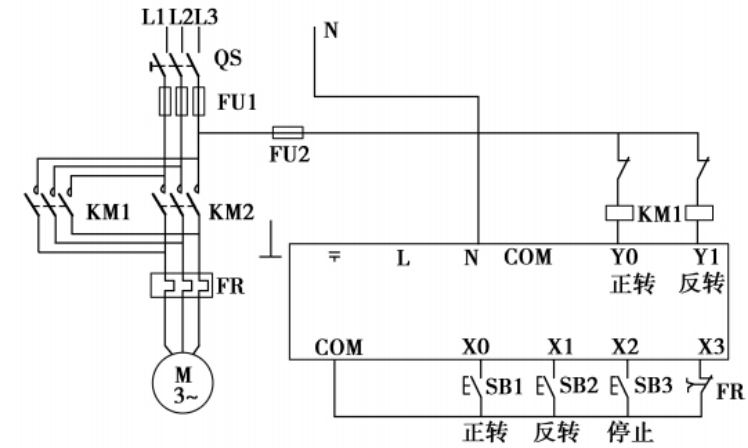 L1 L2 L3
N
QS
FU1
FU2
KM1
KM2
KM1
FR
⏚ L N COM Y0 Y1
正转 反转
COM X0 X1 X2 X3
M
3~
SB1 SB2 SB3 FR
正转 反转 停止